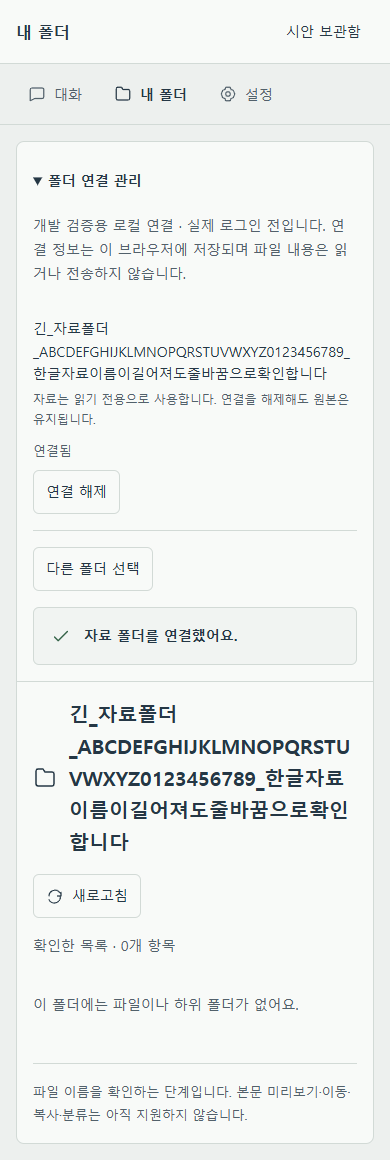 내 폴더
시안 보관함
대화
내 폴더
설정
▼ 폴더 연결 관리
개발 검증용 로컬 연결 · 실제 로그인 전입니다. 연
결 정보는 이 브라우저에 저장되며 파일 내용은 읽
거나 전송하지 않습니다.
긴_자료폴더
_ABCDEFGHIJKLMNOPQRSTUVWXYZ0123456789_
한글자료이름이길어져도줄바꿈으로확인합니다
자료는 읽기 전용으로 사용합니다. 연결을 해제해도 원본은
유지됩니다.
연결됨
연결 해제
다른 폴더 선택
자료 폴더를 연결했어요.
긴_자료폴더
_ABCDEFGHIJKLMNOPQRSTU
VWXYZ0123456789_한글자료
이름이길어져도줄바꿈으로확인
합니다
새로고침
확인한 목록 · 0개 항목
이 폴더에는 파일이나 하위 폴더가 없어요.
파일 이름을 확인하는 단계입니다. 본문 미리보기·이동·
복사·분류는 아직 지원하지 않습니다.